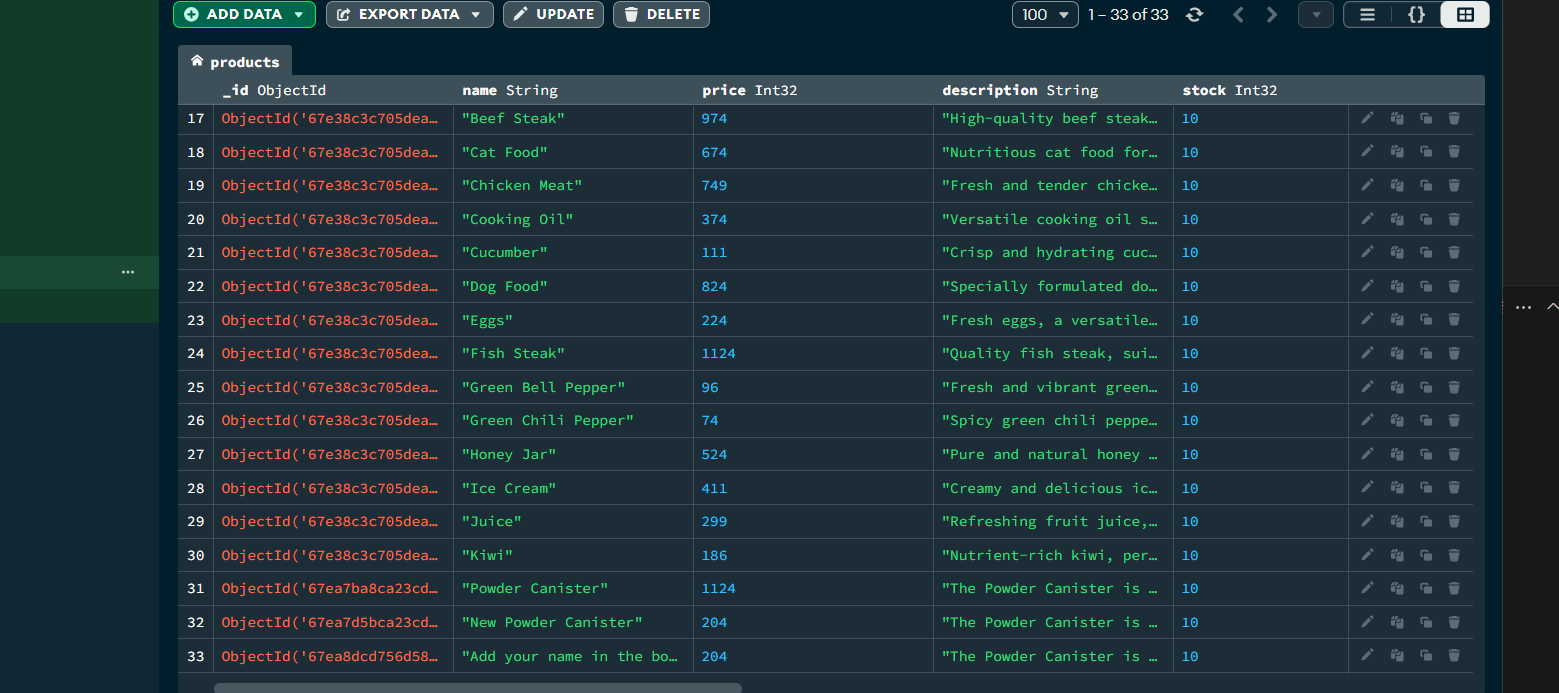 ADD DATA EXPORT DATA UPDATE DELETE 100 1 – 33 of 33 {}
products
_id ObjectId name String price Int32 description String stock Int32
17 ObjectId('67e38c3c705dea… "Beef Steak" 974 "High-quality beef steak… 10
18 ObjectId('67e38c3c705dea… "Cat Food" 674 "Nutritious cat food for… 10
19 ObjectId('67e38c3c705dea… "Chicken Meat" 749 "Fresh and tender chicke… 10
20 ObjectId('67e38c3c705dea… "Cooking Oil" 374 "Versatile cooking oil s… 10
21 ObjectId('67e38c3c705dea… "Cucumber" 111 "Crisp and hydrating cuc… 10
22 ObjectId('67e38c3c705dea… "Dog Food" 824 "Specially formulated do… 10
23 ObjectId('67e38c3c705dea… "Eggs" 224 "Fresh eggs, a versatile… 10
24 ObjectId('67e38c3c705dea… "Fish Steak" 1124 "Quality fish steak, sui… 10
25 ObjectId('67e38c3c705dea… "Green Bell Pepper" 96 "Fresh and vibrant green… 10
26 ObjectId('67e38c3c705dea… "Green Chili Pepper" 74 "Spicy green chili peppe… 10
27 ObjectId('67e38c3c705dea… "Honey Jar" 524 "Pure and natural honey … 10
28 ObjectId('67e38c3c705dea… "Ice Cream" 411 "Creamy and delicious ic… 10
29 ObjectId('67e38c3c705dea… "Juice" 299 "Refreshing fruit juice,… 10
30 ObjectId('67e38c3c705dea… "Kiwi" 186 "Nutrient-rich kiwi, per… 10
31 ObjectId('67ea7ba8ca23cd… "Powder Canister" 1124 "The Powder Canister is … 10
32 ObjectId('67ea7d5bca23cd… "New Powder Canister" 204 "The Powder Canister is … 10
33 ObjectId('67ea8dcd756d58… "Add your name in the bo… 204 "The Powder Canister is … 10